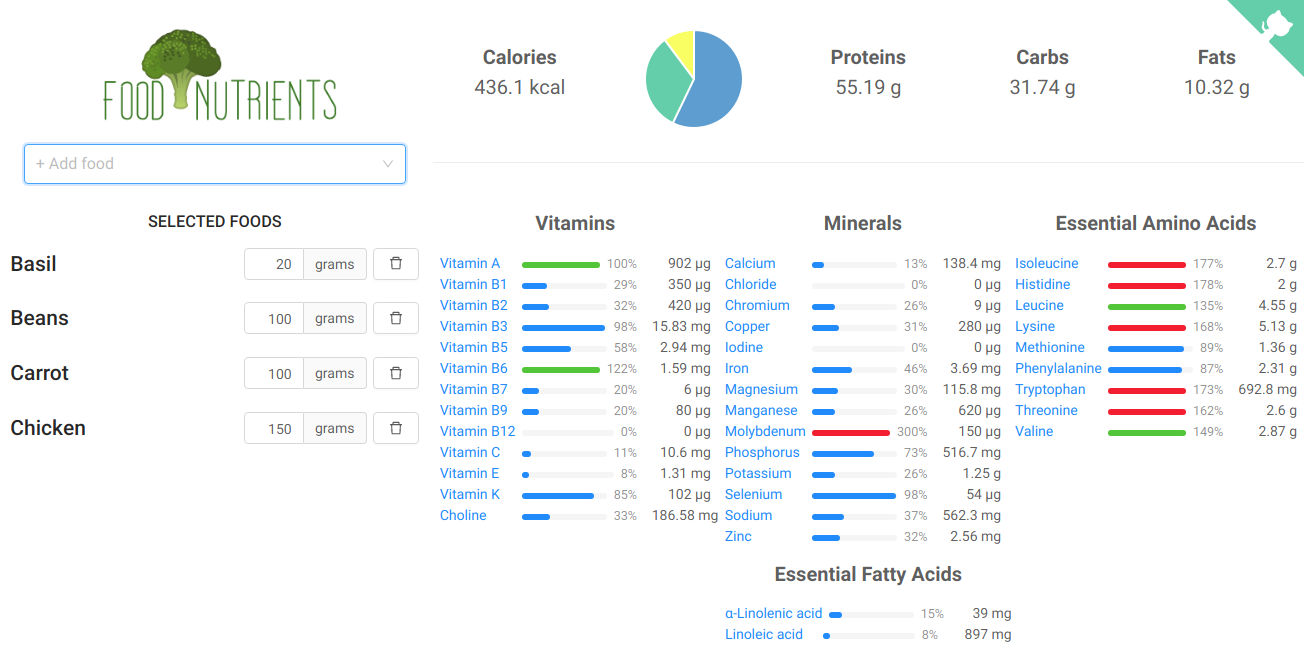 FOOD NUTRIENTS
+ Add food
SELECTED FOODS
Basil 20 grams
Beans 100 grams
Carrot 100 grams
Chicken 150 grams
Calories
436.1 kcal
Proteins
55.19 g
Carbs
31.74 g
Fats
10.32 g
Vitamins
Vitamin A 100% 902 µg
Vitamin B1 29% 350 µg
Vitamin B2 32% 420 µg
Vitamin B3 98% 15.83 mg
Vitamin B5 58% 2.94 mg
Vitamin B6 122% 1.59 mg
Vitamin B7 20% 6 µg
Vitamin B9 20% 80 µg
Vitamin B12 0% 0 µg
Vitamin C 11% 10.6 mg
Vitamin E 8% 1.31 mg
Vitamin K 85% 102 µg
Choline 33% 186.58 mg
Minerals
Calcium 13% 138.4 mg
Chloride 0% 0 µg
Chromium 26% 9 µg
Copper 31% 280 µg
Iodine 0% 0 µg
Iron 46% 3.69 mg
Magnesium 30% 115.8 mg
Manganese 26% 620 µg
Molybdenum 300% 150 µg
Phosphorus 73% 516.7 mg
Potassium 26% 1.25 g
Selenium 98% 54 µg
Sodium 37% 562.3 mg
Zinc 32% 2.56 mg
Essential Amino Acids
Isoleucine 177% 2.7 g
Histidine 178% 2 g
Leucine 135% 4.55 g
Lysine 168% 5.13 g
Methionine 89% 1.36 g
Phenylalanine 87% 2.31 g
Tryptophan 173% 692.8 mg
Threonine 162% 2.6 g
Valine 149% 2.87 g
Essential Fatty Acids
α-Linolenic acid 15% 39 mg
Linoleic acid 8% 897 mg